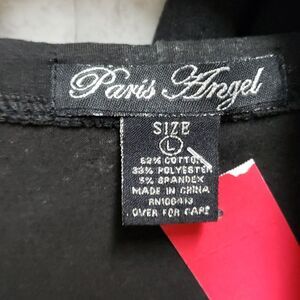 Paris Angel
SIZE
L
62% COTTON
33% POLYESTER
5% SPANDEX
MADE IN CHINA
OVER FOR CARE